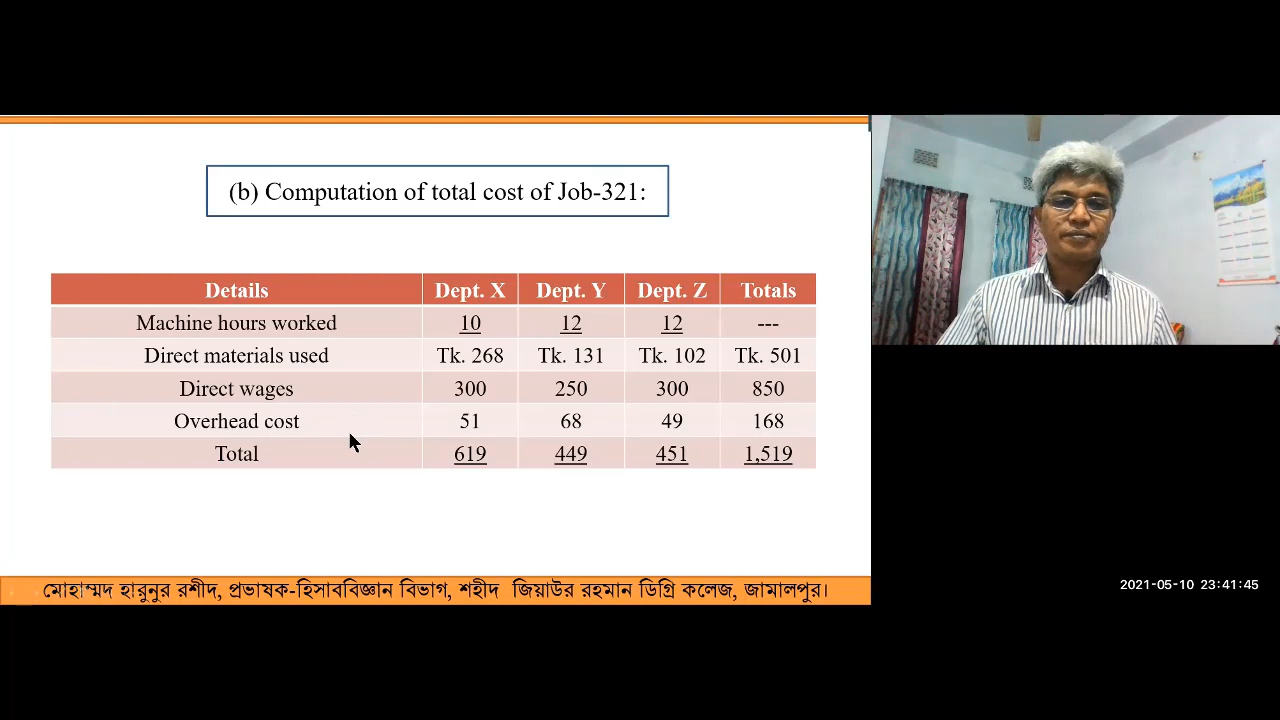 (b) Computation of total cost of Job-321:
Details Dept. X Dept. Y Dept. Z Totals
Machine hours worked 10 12 12 ---
Direct materials used Tk. 268 Tk. 131 Tk. 102 Tk. 501
Direct wages 300 250 300 850
Overhead cost 51 68 49 168
Total 619 449 451 1,519
মোহাম্মদ হারুনুর রশীদ, প্রভাষক-হিসাববিজ্ঞান বিভাগ, শহীদ জিয়াউর রহমান ডিগ্রি কলেজ, জামালপুর।
2021-05-10 23:41:45